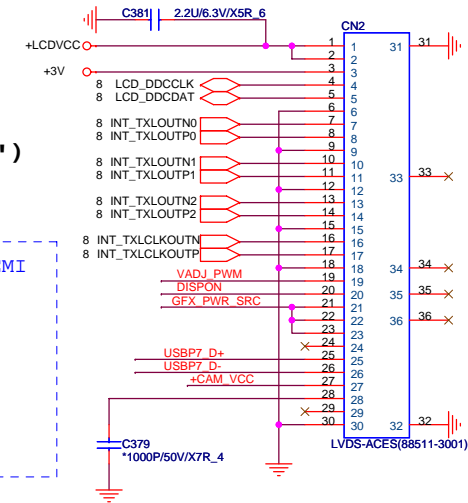 C381 2.2U/6.3V/X5R_6
CN2
+LCDVCC 1 1 31 31
2 2
+3V 3 3
8 LCD_DDCCLK 4 4
8 LCD_DDCDAT 5 5
6 6
8 INT_TXLOUTN0 7 7
8 INT_TXLOUTP0 8 8
9 9
8 INT_TXLOUTN1 10 10
8 INT_TXLOUTP1 11 11 33 33
12 12
8 INT_TXLOUTN2 13 13
8 INT_TXLOUTP2 14 14
15 15
8 INT_TXLCLKOUTN 16 16
8 INT_TXLCLKOUTP 17 17
18 18 34 34
VADJ_PWM 19 19
DISPON 20 20 35 35
GFX_PWR_SRC 21 21
22 22 36 36
23 23
24 24
USBP7_D+ 25 25
USBP7_D- 26 26
+CAM_VCC 27 27
28 28
29 29
30 30 32 32
LVDS-ACES(88511-3001)
C379
*1000P/50V/X7R_4
")